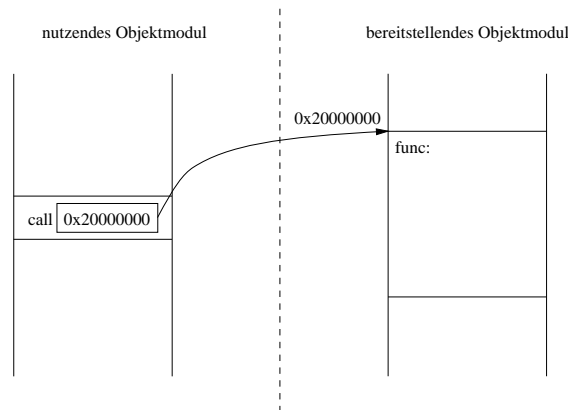 nutzendes Objektmodul
bereitstellendes Objektmodul
0x20000000
func:
call 0x20000000